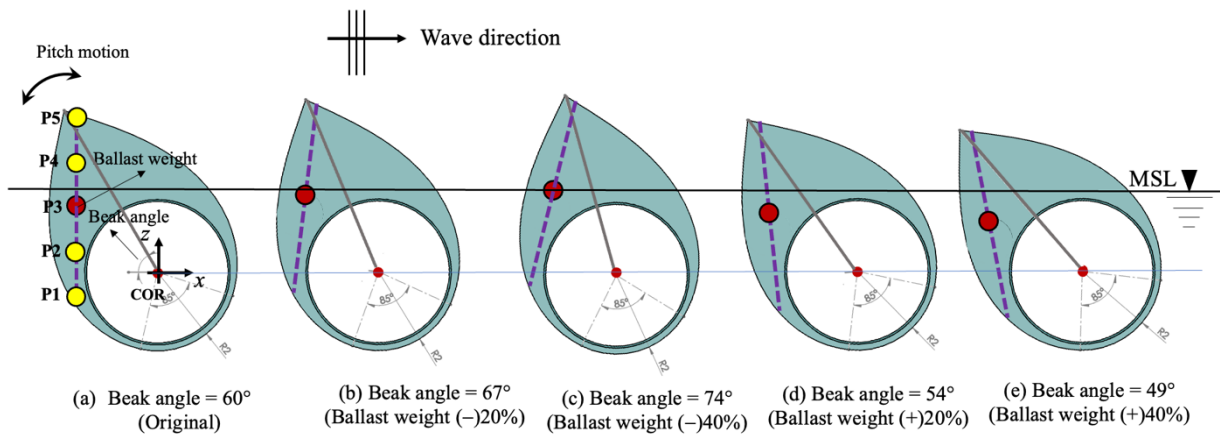 Wave direction
Pitch motion
P5
P4
Ballast weight
P3
Beak angle
z
P2
x
P1
COR
85°
R2
85°
R2
85°
R2
85°
R2
85°
R2
MSL
(a) Beak angle = 60°
(Original)
(b) Beak angle = 67°
(Ballast weight (−)20%)
(c) Beak angle = 74°
(Ballast weight (−)40%)
(d) Beak angle = 54°
(Ballast weight (+)20%)
(e) Beak angle = 49°
(Ballast weight (+)40%)